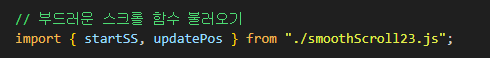 // 부드러운 스크롤 함수 불러오기
import { startSS, updatePos } from "./smoothScroll23.js";